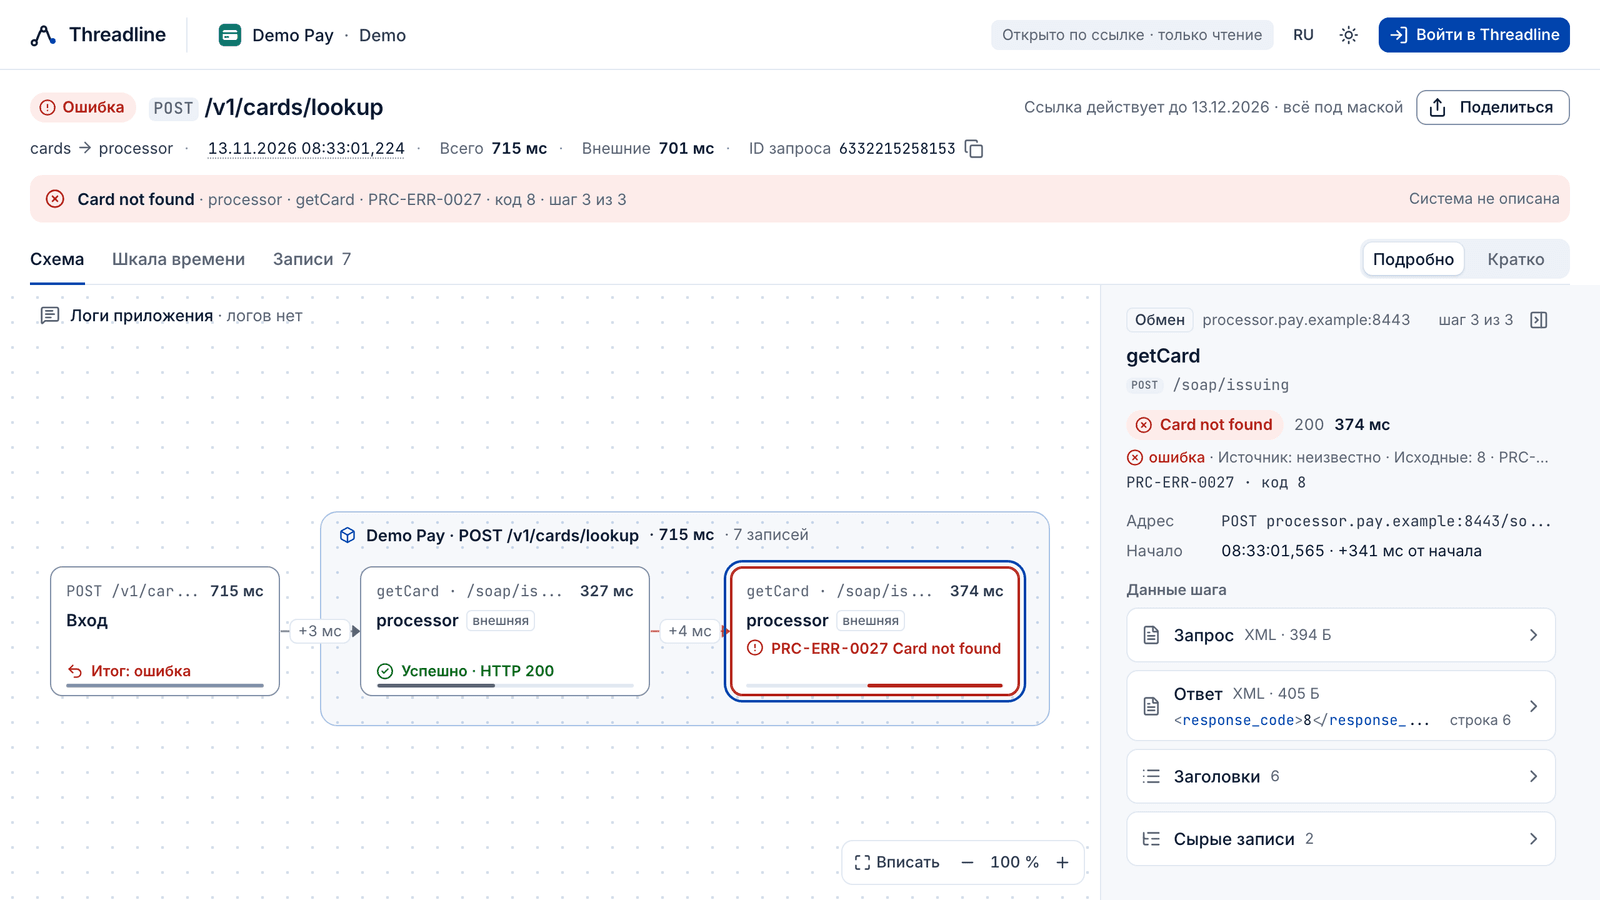 Threadline
Demo Pay · Demo
Открыто по ссылке · только чтение
RU
Войти в Threadline
Ошибка
POST /v1/cards/lookup
Ссылка действует до 13.12.2026 · всё под маской
Поделиться
cards → processor · 13.11.2026 08:33:01,224 · Всего 715 мс · Внешние 701 мс · ID запроса 6332215258153
Card not found · processor · getCard · PRC-ERR-0027 · код 8 · шаг 3 из 3
Система не описана
Схема
Шкала времени
Записи 7
Подробно
Кратко
Логи приложения · логов нет
Demo Pay · POST /v1/cards/lookup · 715 мс · 7 записей
POST /v1/car... 715 мс
Вход
Итог: ошибка
+3 мс
getCard · /soap/is... 327 мс
processor внешняя
Успешно · HTTP 200
+4 мс
getCard · /soap/is... 374 мс
processor внешняя
PRC-ERR-0027 Card not found
Вписать − 100 % +
Обмен processor.pay.example:8443 шаг 3 из 3
getCard
POST /soap/issuing
Card not found 200 374 мс
ошибка · Источник: неизвестно · Исходные: 8 · PRC-...
PRC-ERR-0027 · код 8
Адрес POST processor.pay.example:8443/so...
Начало 08:33:01,565 · +341 мс от начала
Данные шага
Запрос XML · 394 Б
Ответ XML · 405 Б
<response_code>8</response_... строка 6
Заголовки 6
Сырые записи 2